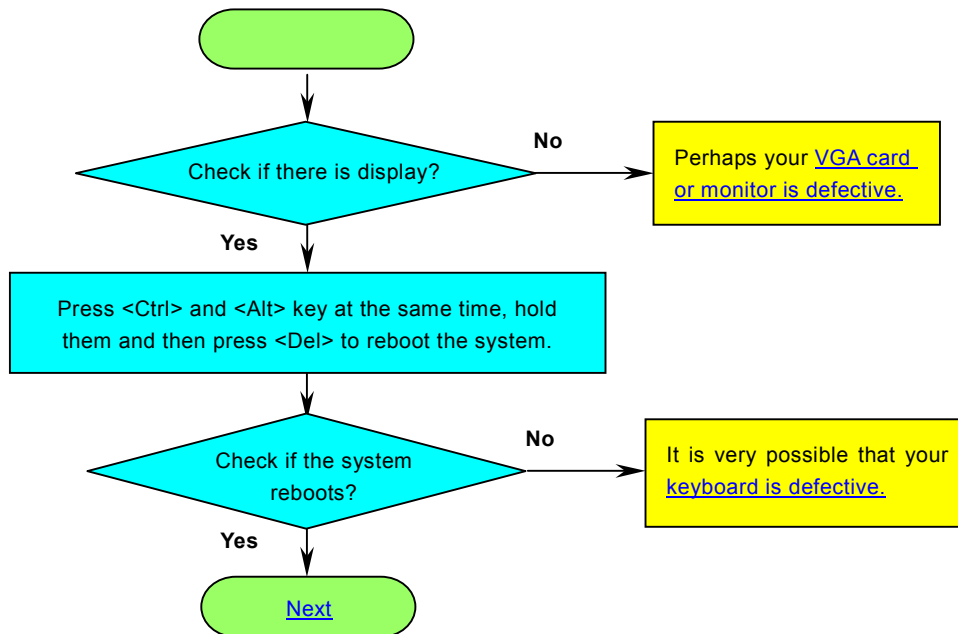 Check if there is display?
No
Perhaps your VGA card
or monitor is defective.
Yes
Press <Ctrl> and <Alt> key at the same time, hold
them and then press <Del> to reboot the system.
Check if the system
reboots?
No
It is very possible that your
keyboard is defective.
Yes
Next